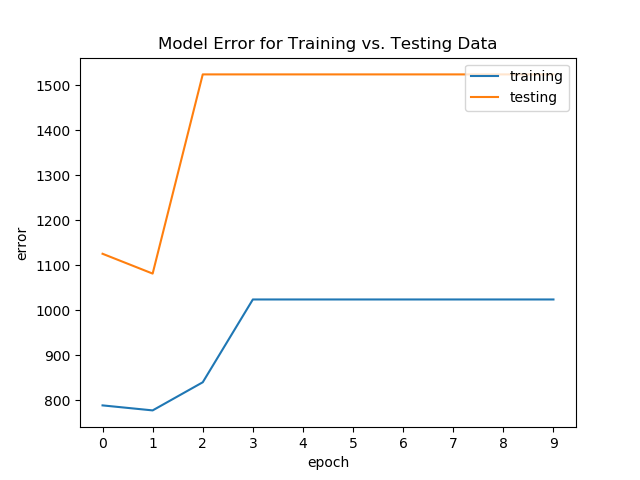 Model Error for Training vs. Testing Data
1500
1400
1300
1200
1100
1000
900
800
error
training
testing
0 1 2 3 4 5 6 7 8 9
epoch